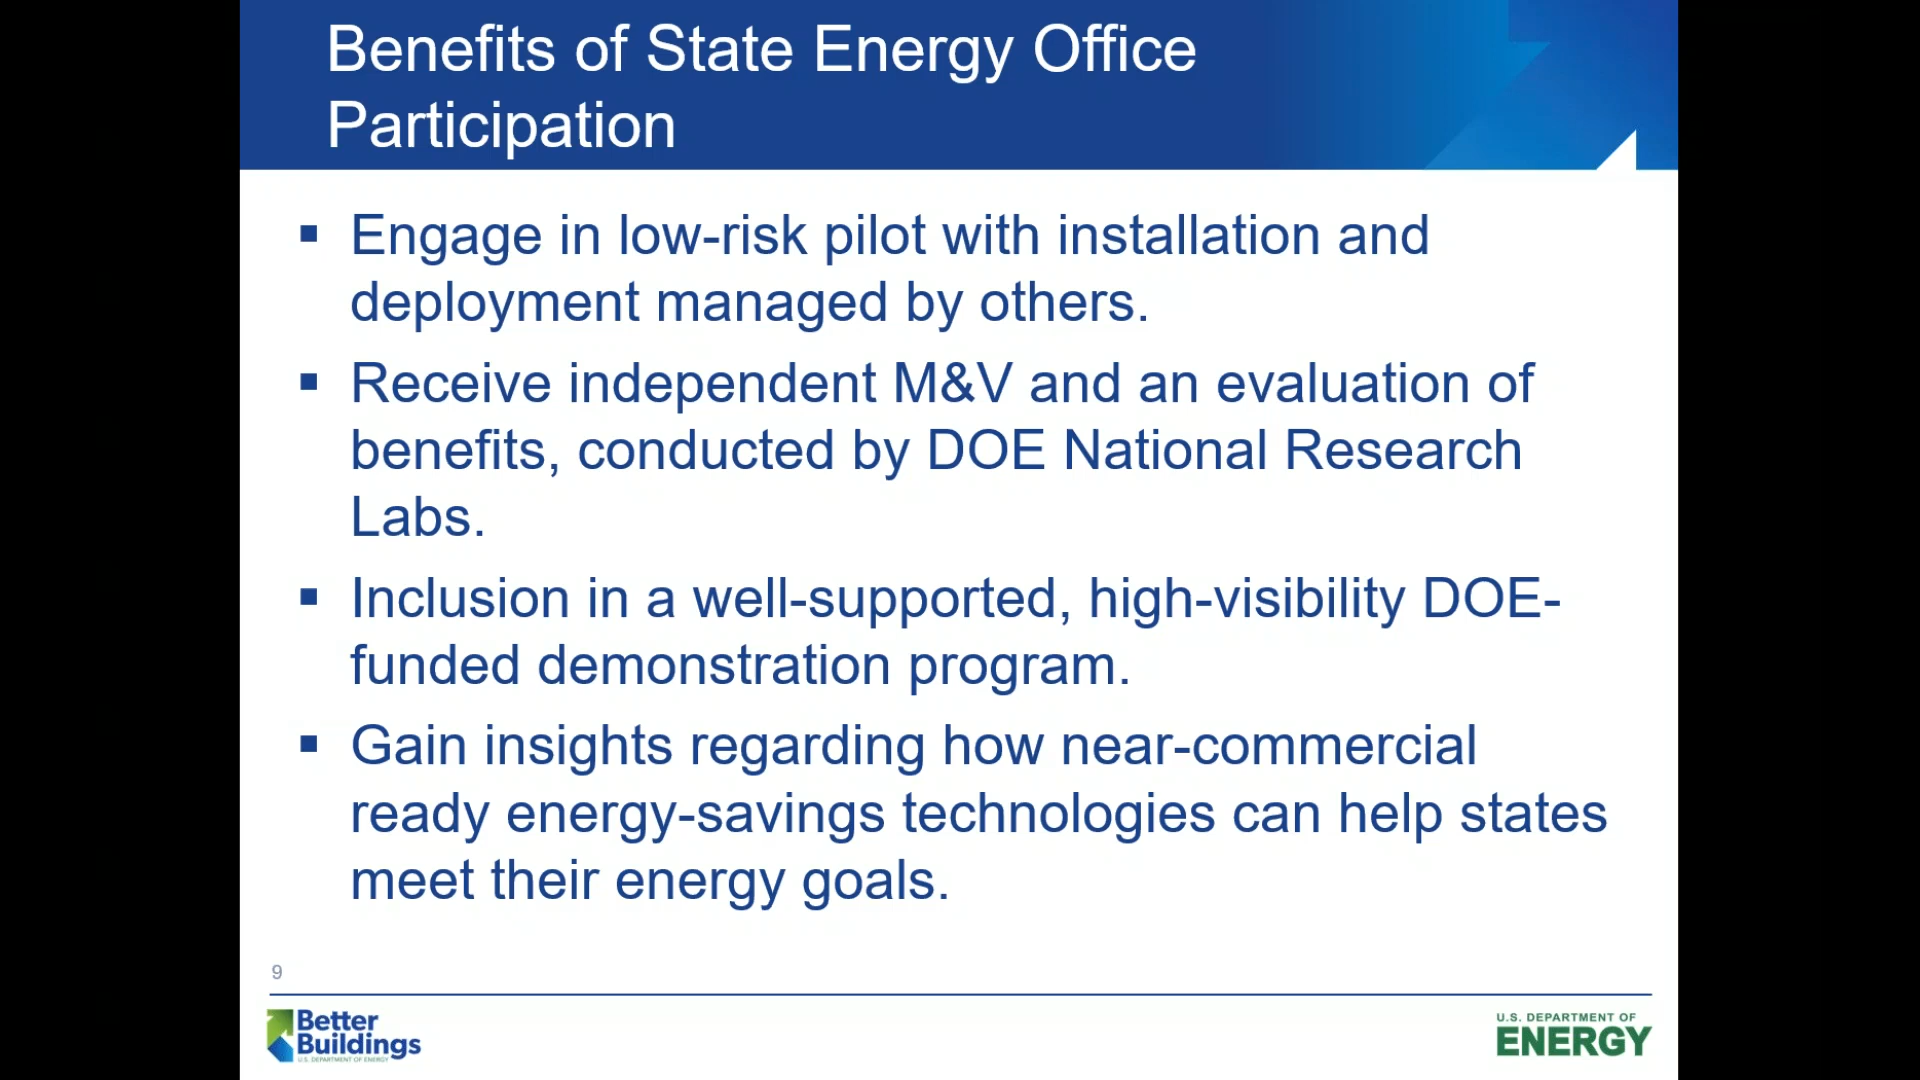 Benefits of State Energy Office
Participation
▪ Engage in low-risk pilot with installation and
deployment managed by others.
▪ Receive independent M&V and an evaluation of
benefits, conducted by DOE National Research
Labs.
▪ Inclusion in a well-supported, high-visibility DOE-
funded demonstration program.
▪ Gain insights regarding how near-commercial
ready energy-savings technologies can help states
meet their energy goals.
9
Better
Buildings
U.S. DEPARTMENT OF ENERGY
U.S. DEPARTMENT OF
ENERGY